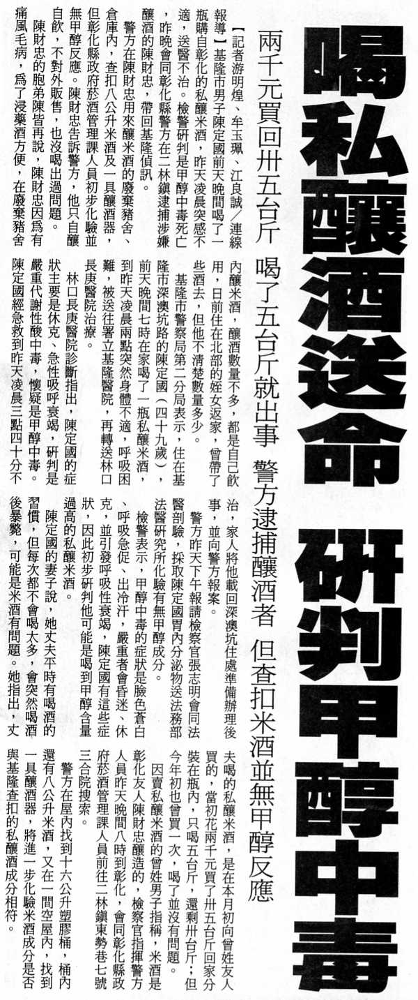 喝私釀酒送命 研判甲醇中毒
兩千元買回卅五台斤 喝了五台斤就出事 警方逮捕釀酒者 但查扣米酒並無甲醇反應
【記者游明煌、牟玉珮、江良誠／連線
報導】基隆市男子陳定國前天晚間喝了一
瓶購自彰化的私釀米酒，昨天凌晨突感不
適，送醫不治。檢警研判是甲醇中毒死亡
，昨晚會同彰化縣警方在二林鎮逮捕涉嫌
釀酒的陳財忠，帶回基隆偵訊。
警方在陳財忠用來釀米酒的廢棄豬舍、
倉庫內，查扣八公升米酒及一具釀酒器，
但彰化縣政府菸酒管理課人員初步化驗並
無甲醇反應。陳財忠告訴警方，他只自釀
自飲，不對外販售，也沒喝出過問題。
陳財忠的胞弟陳皆再說，陳財忠因爲有
痛風毛病，爲了浸藥酒方便，在廢棄豬舍
內釀米酒，釀酒數量不多，都是自己飲
用，日前住在北部的姪女返家，曾帶了
些酒去，但他不清楚數量多少。
基隆市警察局第二分局表示，住在基
隆市深澳坑路的陳定國（四十九歲），
前天晚間七時在家喝了一瓶私釀米酒，
到昨天凌晨兩點突然身體不適，呼吸困
難，被送往署立基隆醫院，再轉送林口
長庚醫院治療。
林口長庚醫院診斷指出，陳定國的症
狀主要是休克、急性吸呼衰竭，研判是
嚴重代謝性酸中毒，懷疑是甲醇中毒。
陳定國經急救到昨天凌晨三點四十分不
治，家人將他載回深澳坑住處準備辦理後
事，並向警方報案。
警方昨天下午報請檢察官張志明會同法
醫剖驗，採取陳定國胃內分泌物送法務部
法醫研究所化驗有無甲醇成分。
檢警表示，甲醇中毒的症狀是臉色蒼白
、呼吸急促、出冷汗，嚴重者會昏迷、休
克，並引發呼吸性衰竭，陳定國有這些症
狀，因此初步研判他可能是喝到甲醇含量
過高的私釀米酒。
陳定國的妻子說，她丈夫平時有喝酒的
習慣，但每次都不會喝太多，會突然喝酒
後暴斃，可能是米酒有問題。她指出，丈
夫喝的私釀米酒，是在本月初向曾姓友人
買的，當初花兩千元買了卅五台斤回家分
裝在瓶內，只喝五台斤，還剩卅台斤；但
今年初也曾買一次，喝了並沒有問題。
因賣私釀米酒的曾姓男子指稱，米酒是
彰化友人陳財忠釀造的，檢察官指揮警方
人員昨天晚間八時到彰化，會同彰化縣政
府菸酒管理課人員前往二林鎮東勢巷七號
三合院搜索。
警方在屋內找到十六公升塑膠桶，桶內
還有八公升米酒，又在一間空屋內，找到
一具釀酒器，將進一步化驗米酒成分是否
與基隆查扣的私釀酒成分相符。